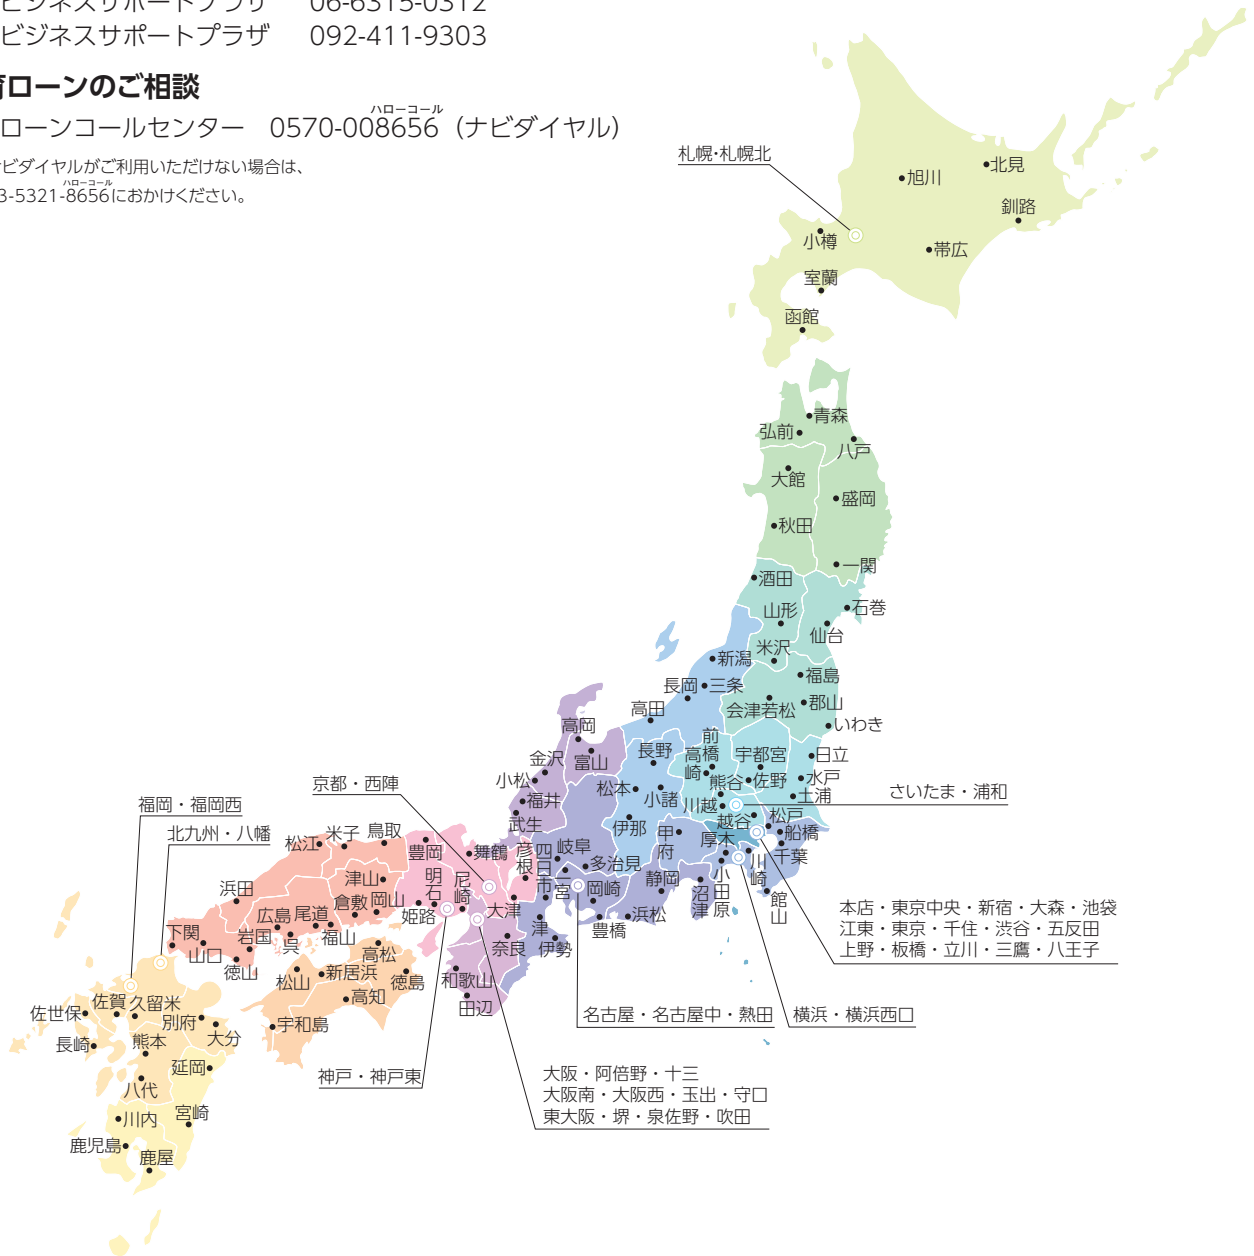 ビジネスサポートプラザ 06-6315-0312
ビジネスサポートプラザ 092-411-9303
育ローンのご相談
ハローコール
ローンコールセンター 0570-008656（ナビダイヤル）
ナビダイヤルがご利用いただけない場合は、
ハローコール
3-5321-8656におかけください。
札幌・札幌北
旭川
北見
釧路
小樽
帯広
室蘭
函館
青森
弘前
八戸
大館
盛岡
秋田
一関
酒田
石巻
山形
仙台
米沢
新潟
福島
長岡
三条
会津若松
郡山
高田
いわき
高岡
前橋
富山
長野
高崎
宇都宮
日立
金沢
小松
熊谷
佐野
水戸
京都・西陣
松本
小諸
土浦
さいたま・浦和
福岡・福岡西
福井
川越
武生
伊那
越谷
松戸
北九州・八幡
甲府
船橋
松江
米子
鳥取
豊岡
舞鶴
彦根
四日市
岐阜
多治見
厚木
川崎
千葉
津山
明石
尼崎
一宮
岡崎
静岡
沼津
小田原
館山
浜田
倉敷
岡山
姫路
大津
豊橋
浜松
広島
尾道
福山
津
伊勢
奈良
本店・東京中央・新宿・大森・池袋
江東・東京・千住・渋谷・五反田
上野・板橋・立川・三鷹・八王子
下関
山口
岩国
呉
徳山
高松
松山
新居浜
徳島
和歌山
高知
田辺
佐世保
佐賀
久留米
別府
大分
宇和島
名古屋・名古屋中・熱田
横浜・横浜西口
長崎
熊本
延岡
八代
神戸・神戸東
大阪・阿倍野・十三
大阪南・大阪西・玉出・守口
東大阪・堺・泉佐野・吹田
川内
宮崎
鹿児島
鹿屋